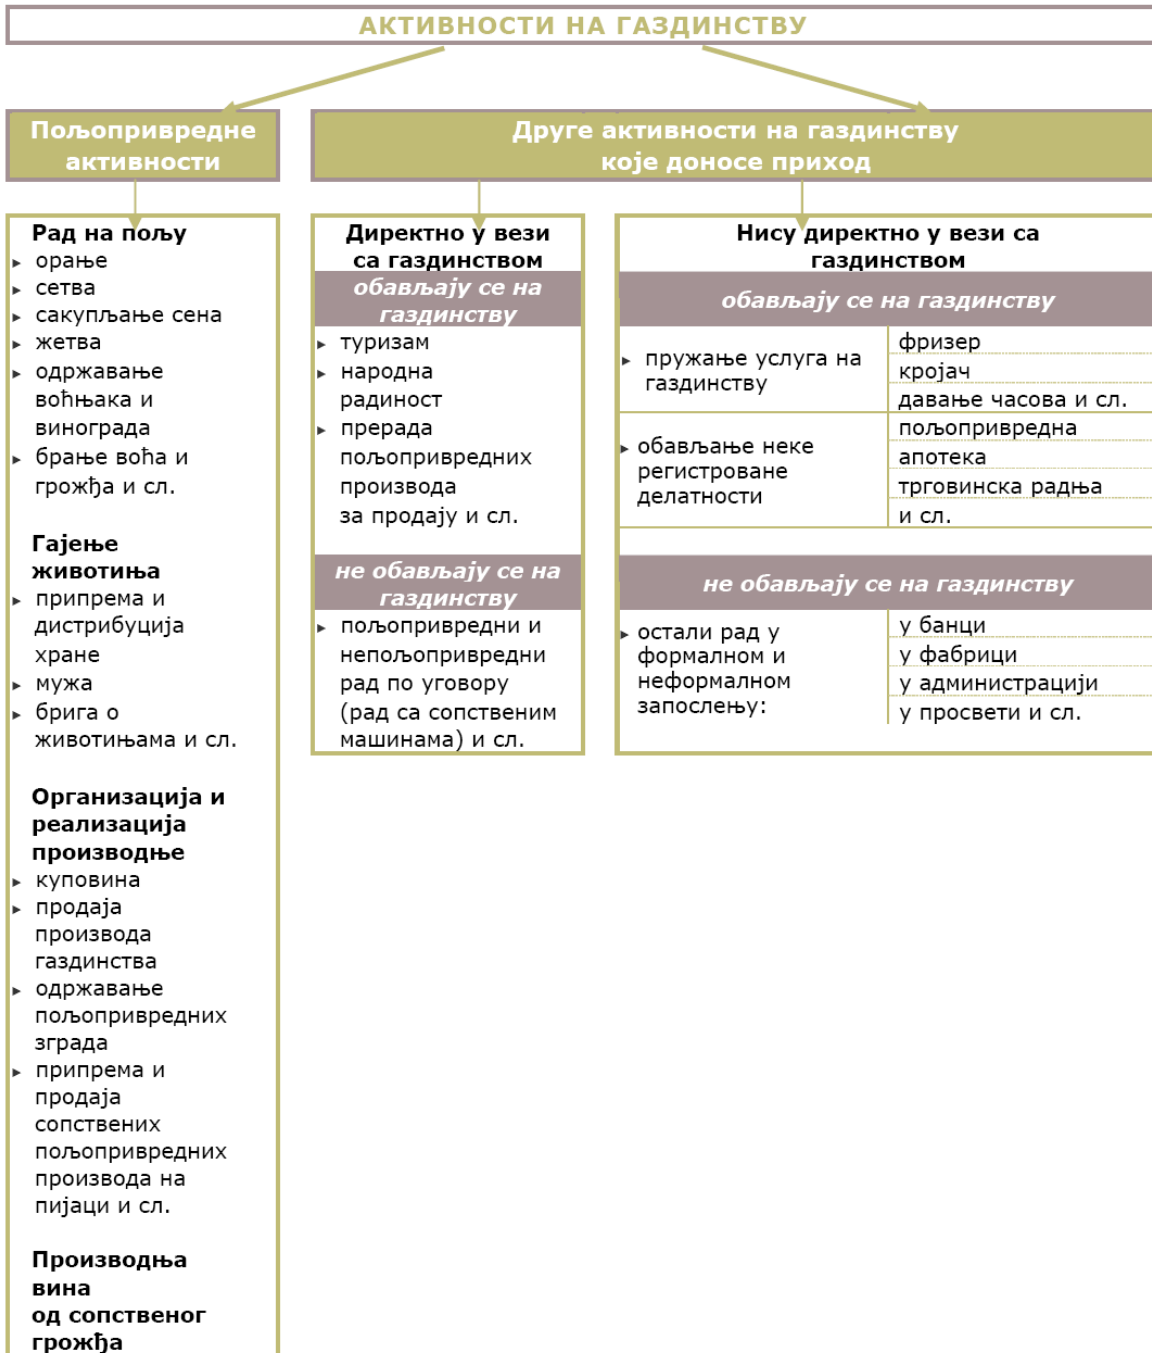 АКТИВНОСТИ НА ГАЗДИНСТВУ
Пољопривредне
активности
Друге активности на газдинству
које доносе приход
Рад на пољу
▸ орање
▸ сетва
▸ сакупљање сена
▸ жетва
▸ одржавање
воћњака и
винограда
▸ брање воћа и
грожђа и сл.
Гајење
животиња
▸ припрема и
дистрибуција
хране
▸ мужа
▸ брига о
животињама и сл.
Организација и
реализација
производње
▸ куповина
▸ продаја
производа
газдинства
▸ одржавање
пољопривредних
зграда
▸ припрема и
продаја
сопствених
пољопривредних
производа на
пијаци и сл.
Производња
вина
од сопственог
грожђа
Директно у вези
са газдинством
обављају се на
газдинству
▸ туризам
▸ народна
радиност
▸ прерада
пољопривредних
производа
за продају и сл.
не обављају се на
газдинству
▸ пољопривредни и
непољопривредни
рад по уговору
(рад са сопственим
машинама) и сл.
Нису директно у вези са
газдинством
обављају се на газдинству
▸ пружање услуга на
газдинству
фризер
кројач
давање часова и сл.
▸ обављање неке
регистроване
делатности
пољопривредна
апотека
трговинска радња
и сл.
не обављају се на газдинству
▸ остали рад у
формалном и
неформалном
запослењу:
у банци
у фабрици
у администрацији
у просвети и сл.